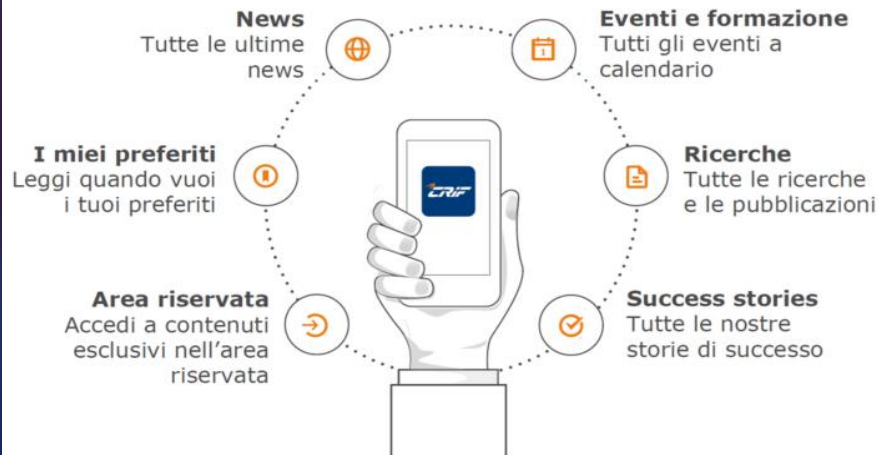 News
Tutte le ultime
news
Eventi e formazione
Tutti gli eventi a
calendario
I miei preferiti
Leggi quando vuoi
i tuoi preferiti
CRIF
Ricerche
Tutte le ricerche
e le pubblicazioni
Area riservata
Accedi a contenuti
esclusivi nell'area
riservata
Success stories
Tutte le nostre
storie di successo
1